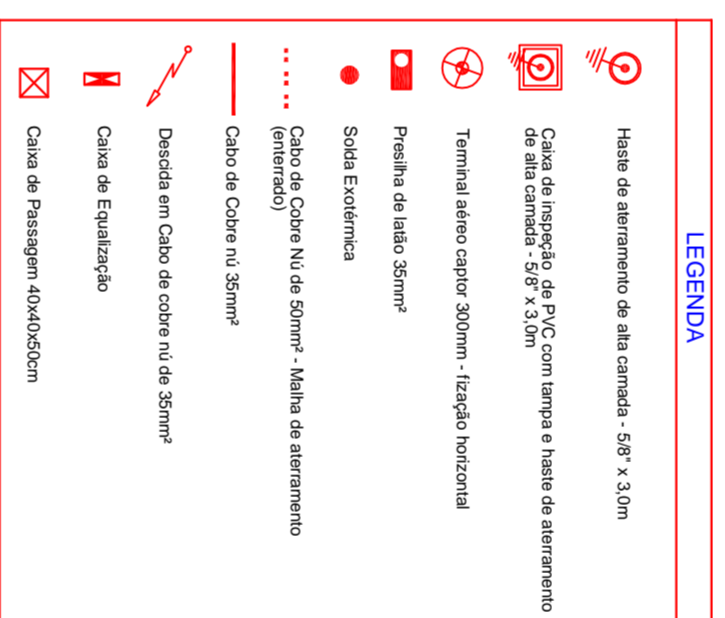 LEGENDA
Haste de aterramento de alta camada - 5/8" x 3,0m
Caixa de inspeção de PVC com tampa e haste de aterramento
de alta camada - 5/8" x 3,0m
Terminal aéreo captor 300mm - fização horizontal
Presilha de latão 35mm²
Solda Exotérmica
Cabo de Cobre Nú de 50mm² - Malha de aterramento
(enterrado)
Cabo de Cobre nú 35mm²
Descida em Cabo de cobre nú de 35mm²
Caixa de Equalização
Caixa de Passagem 40x40x50cm